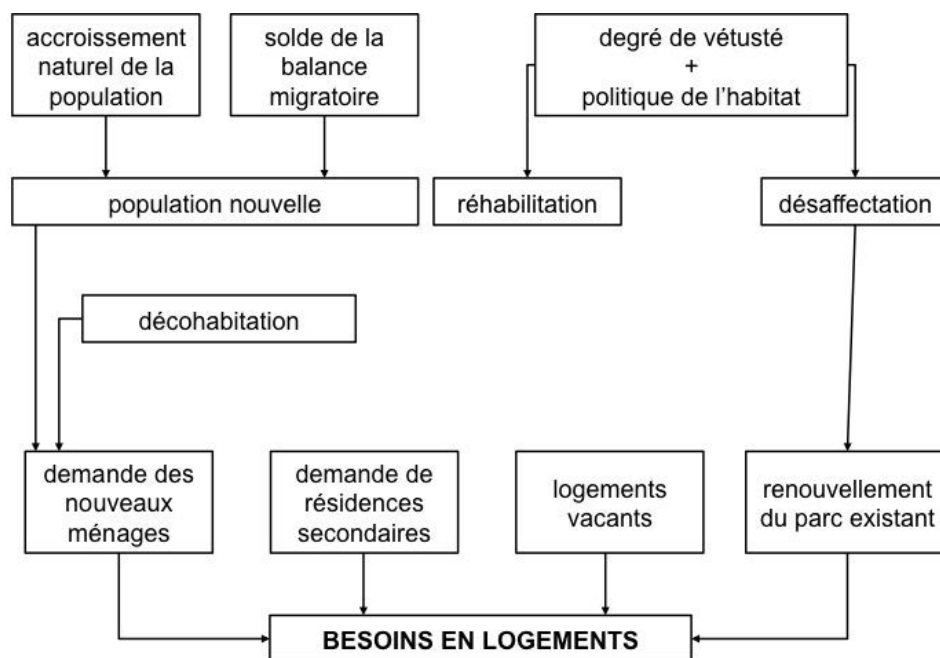 accroissement
naturel de la
population
solde de la
balance
migratoire
degré de vétusté
+
politique de l'habitat
population nouvelle
réhabilitation
désaffectation
décohabitation
demande des
nouveaux
ménages
demande de
résidences
secondaires
logements
vacants
renouvellement
du parc existant
BESOINS EN LOGEMENTS